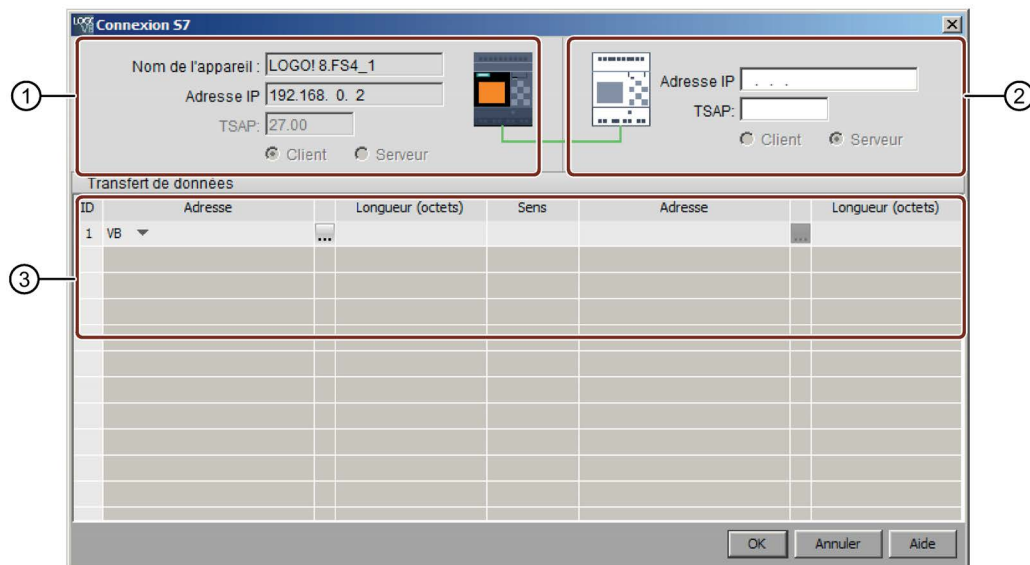 Connexion S7
Nom de l'appareil : LOGO! 8.FS4_1
Adresse IP 192.168. 0. 2
TSAP: 27.00
Client Serveur
Adresse IP . . .
TSAP:
Client Serveur
1
2
Transfert de données
ID Adresse Longueur (octets) Sens Adresse Longueur (octets)
1 VB ... ...
3
OK Annuler Aide